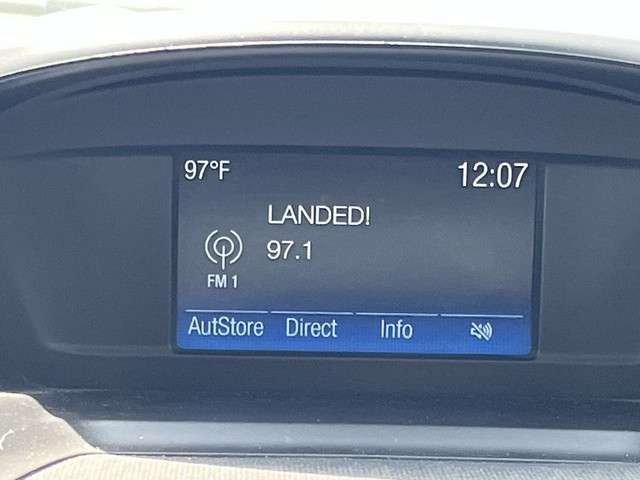 97°F 12:07
LANDED!
97.1
FM 1
AutStore Direct Info